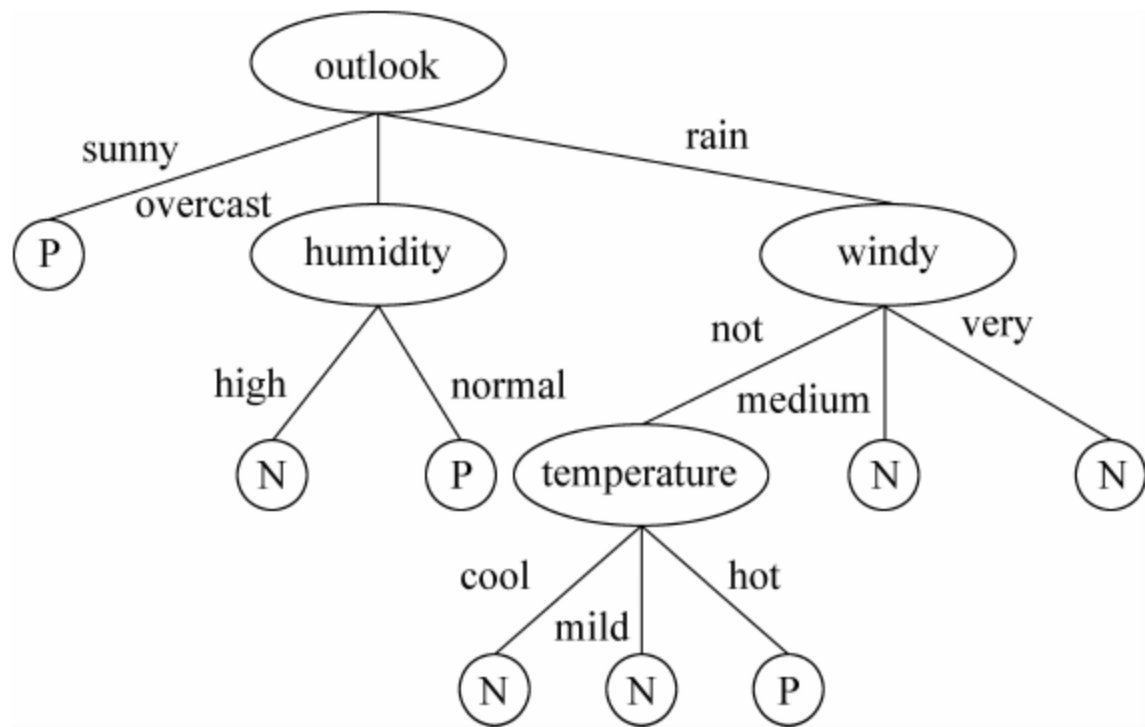 outlook
sunny
rain
overcast
P
humidity
windy
not
very
high
normal
medium
N
P
temperature
N
N
cool
hot
mild
N
N
P